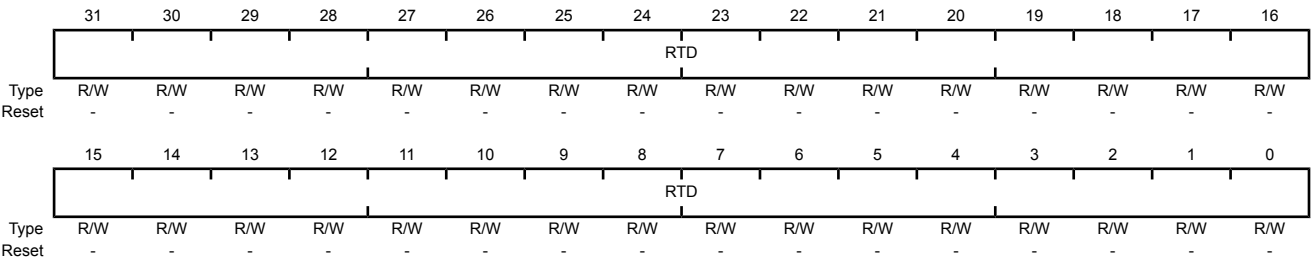 31 30 29 28 27 26 25 24 23 22 21 20 19 18 17 16
RTD
Type R/W R/W R/W R/W R/W R/W R/W R/W R/W R/W R/W R/W R/W R/W R/W R/W
Reset - - - - - - - - - - - - - - - -
15 14 13 12 11 10 9 8 7 6 5 4 3 2 1 0
RTD
Type R/W R/W R/W R/W R/W R/W R/W R/W R/W R/W R/W R/W R/W R/W R/W R/W
Reset - - - - - - - - - - - - - - - -